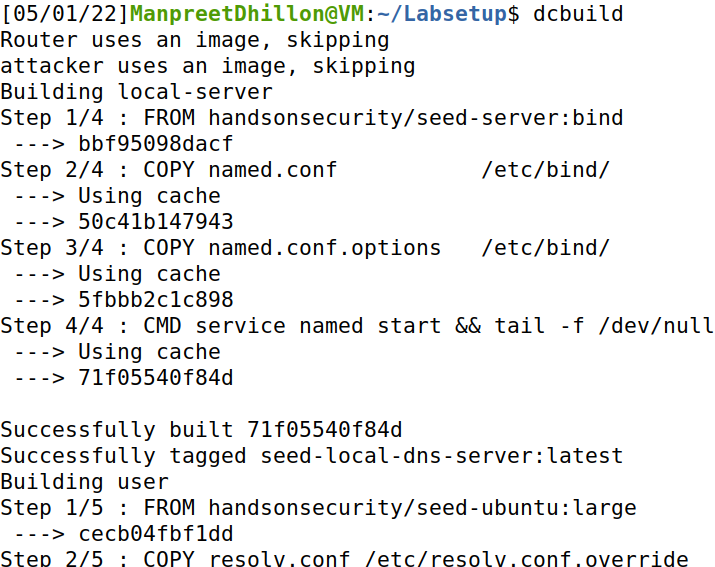 [05/01/22]ManpreetDhillon@VM:~/Labsetup$ dcbuild
Router uses an image, skipping
attacker uses an image, skipping
Building local-server
Step 1/4 : FROM handsonsecurity/seed-server:bind
 ---> bbf95098dacf
Step 2/4 : COPY named.conf           /etc/bind/
 ---> Using cache
 ---> 50c41b147943
Step 3/4 : COPY named.conf.options   /etc/bind/
 ---> Using cache
 ---> 5fbbb2c1c898
Step 4/4 : CMD service named start && tail -f /dev/null
 ---> Using cache
 ---> 71f05540f84d

Successfully built 71f05540f84d
Successfully tagged seed-local-dns-server:latest
Building user
Step 1/5 : FROM handsonsecurity/seed-ubuntu:large
 ---> cecb04fbf1dd
Step 2/5 : COPY resolv.conf /etc/resolv.conf.override